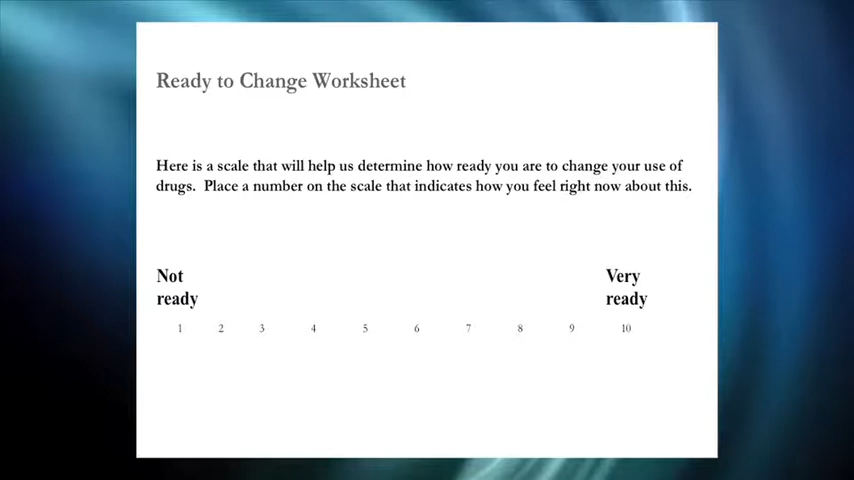 Ready to Change Worksheet
Here is a scale that will help us determine how ready you are to change your use of
drugs. Place a number on the scale that indicates how you feel right now about this.
Not Very
ready ready
1 2 3 4 5 6 7 8 9 10